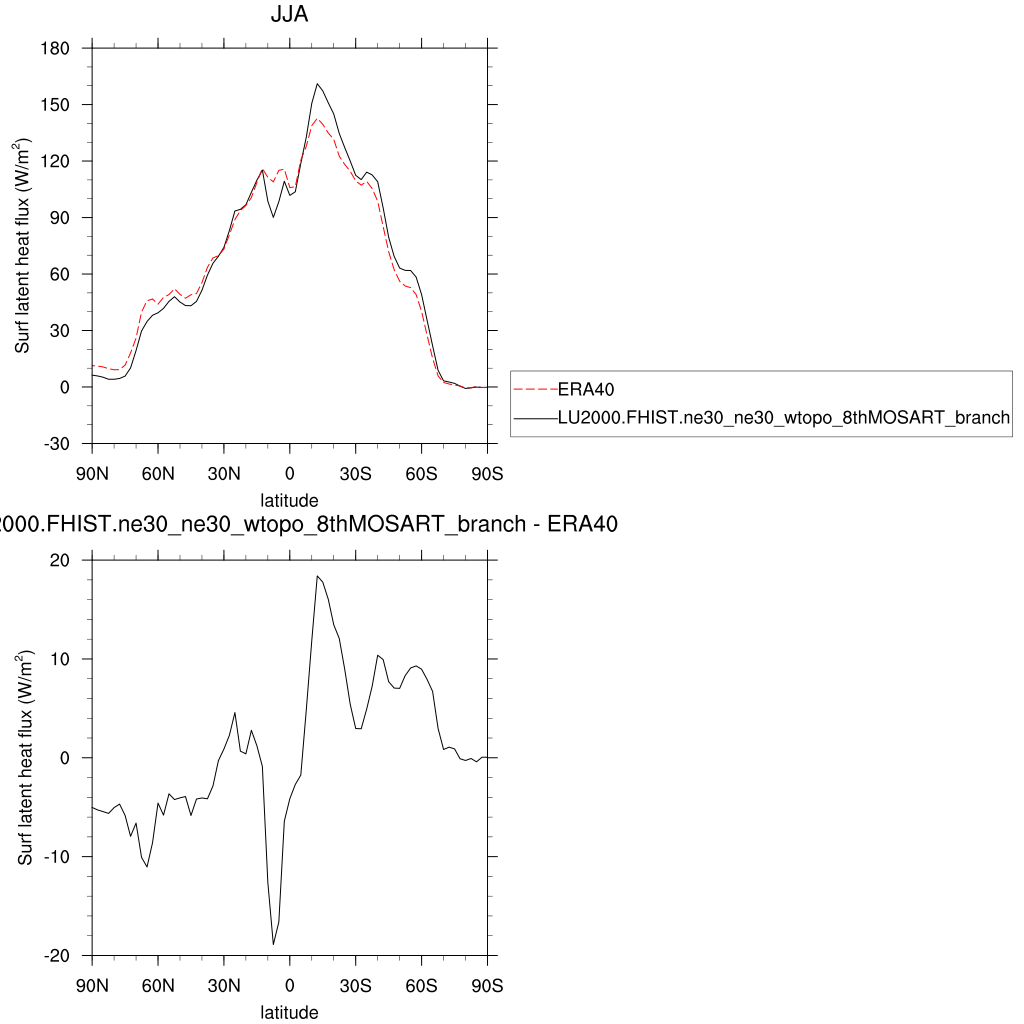 JJA
Surf latent heat flux (W/m²)
180
150
120
90
60
30
0
-30
90N 60N 30N 0 30S 60S 90S
latitude
ERA40
LU2000.FHIST.ne30_ne30_wtopo_8thMOSART_branch
2000.FHIST.ne30_ne30_wtopo_8thMOSART_branch - ERA40
Surf latent heat flux (W/m²)
20
10
0
-10
-20
90N 60N 30N 0 30S 60S 90S
latitude